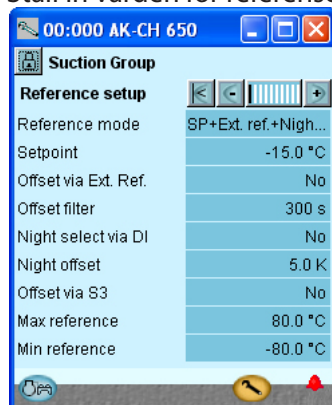 00:000 AK-CH 650
Suction Group
Reference setup
Reference mode SP+Ext. ref.+Nigh...
Setpoint -15.0 °C
Offset via Ext. Ref. No
Offset filter 300 s
Night select via DI No
Night offset 5.0 K
Offset via S3 No
Max reference 80.0 °C
Min reference -80.0 °C